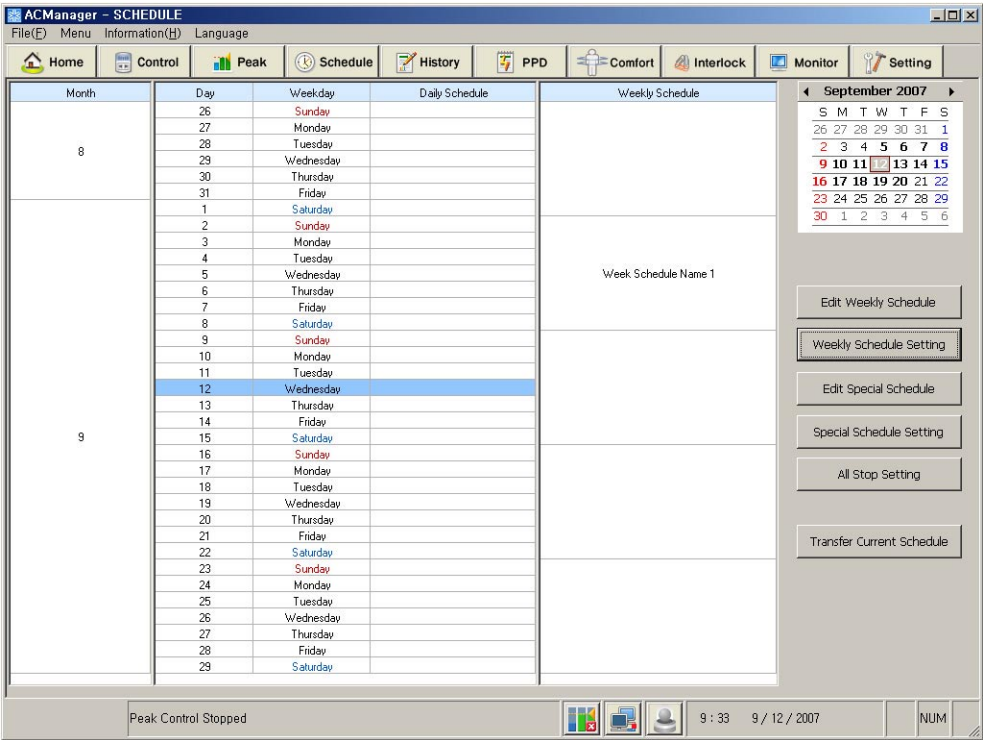 ACManager - SCHEDULE
File(F) Menu Information(H) Language
Home Control Peak Schedule History PPD Comfort Interlock Monitor Setting
Month Day Weekday Daily Schedule Weekly Schedule
8
26 Sunday
27 Monday
28 Tuesday
29 Wednesday
30 Thursday
31 Friday
9
1 Saturday
2 Sunday
3 Monday
4 Tuesday
5 Wednesday
6 Thursday
7 Friday
8 Saturday
Week Schedule Name 1
9 Sunday
10 Monday
11 Tuesday
12 Wednesday
13 Thursday
14 Friday
15 Saturday
16 Sunday
17 Monday
18 Tuesday
19 Wednesday
20 Thursday
21 Friday
22 Saturday
23 Sunday
24 Monday
25 Tuesday
26 Wednesday
27 Thursday
28 Friday
29 Saturday
September 2007
S M T W T F S
26 27 28 29 30 31 1
2 3 4 5 6 7 8
9 10 11 12 13 14 15
16 17 18 19 20 21 22
23 24 25 26 27 28 29
30 1 2 3 4 5 6
Edit Weekly Schedule
Weekly Schedule Setting
Edit Special Schedule
Special Schedule Setting
All Stop Setting
Transfer Current Schedule
Peak Control Stopped 9 : 33 9 / 12 / 2007 NUM